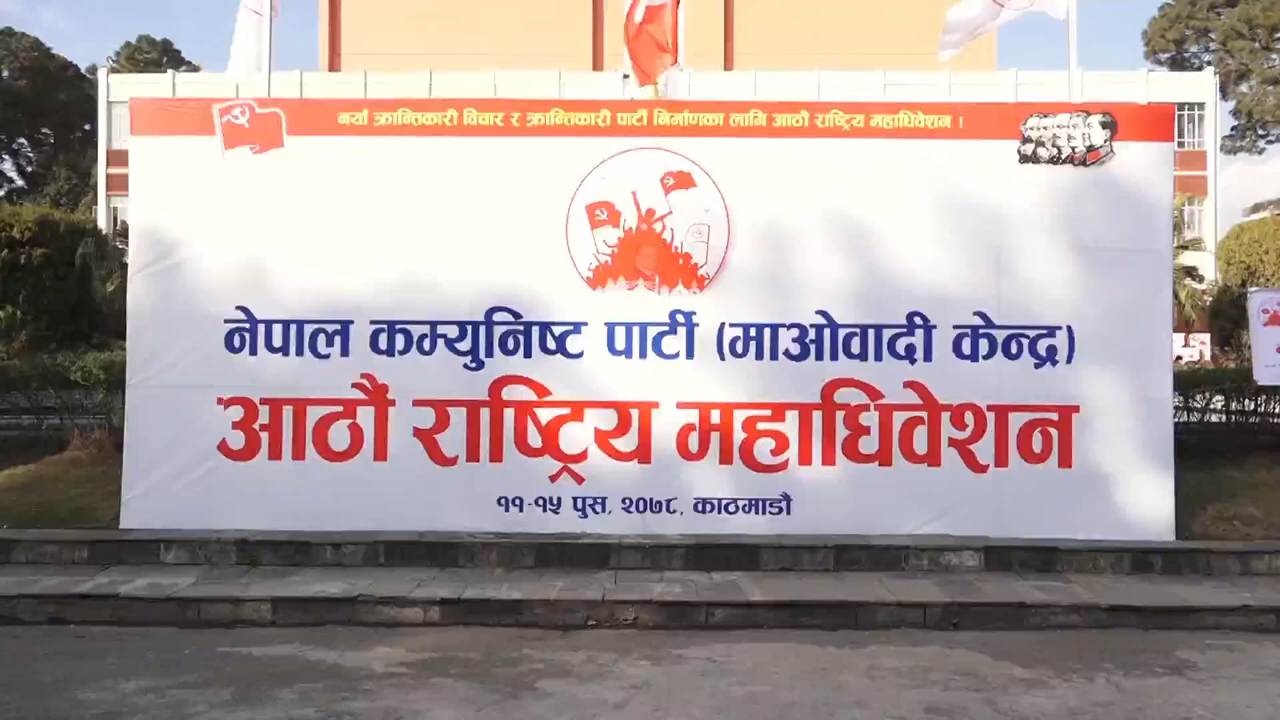 नयाँ क्रान्तिकारी विचार र क्रान्तिकारी पार्टी निर्माणका लागि आठौं राष्ट्रिय महाधिवेशन ।
नेपाल कम्युनिष्ट पार्टी (माओवादी केन्द्र)
आठौं राष्ट्रिय महाधिवेशन
११-१५ पुस, २०७८, काठमाडौं